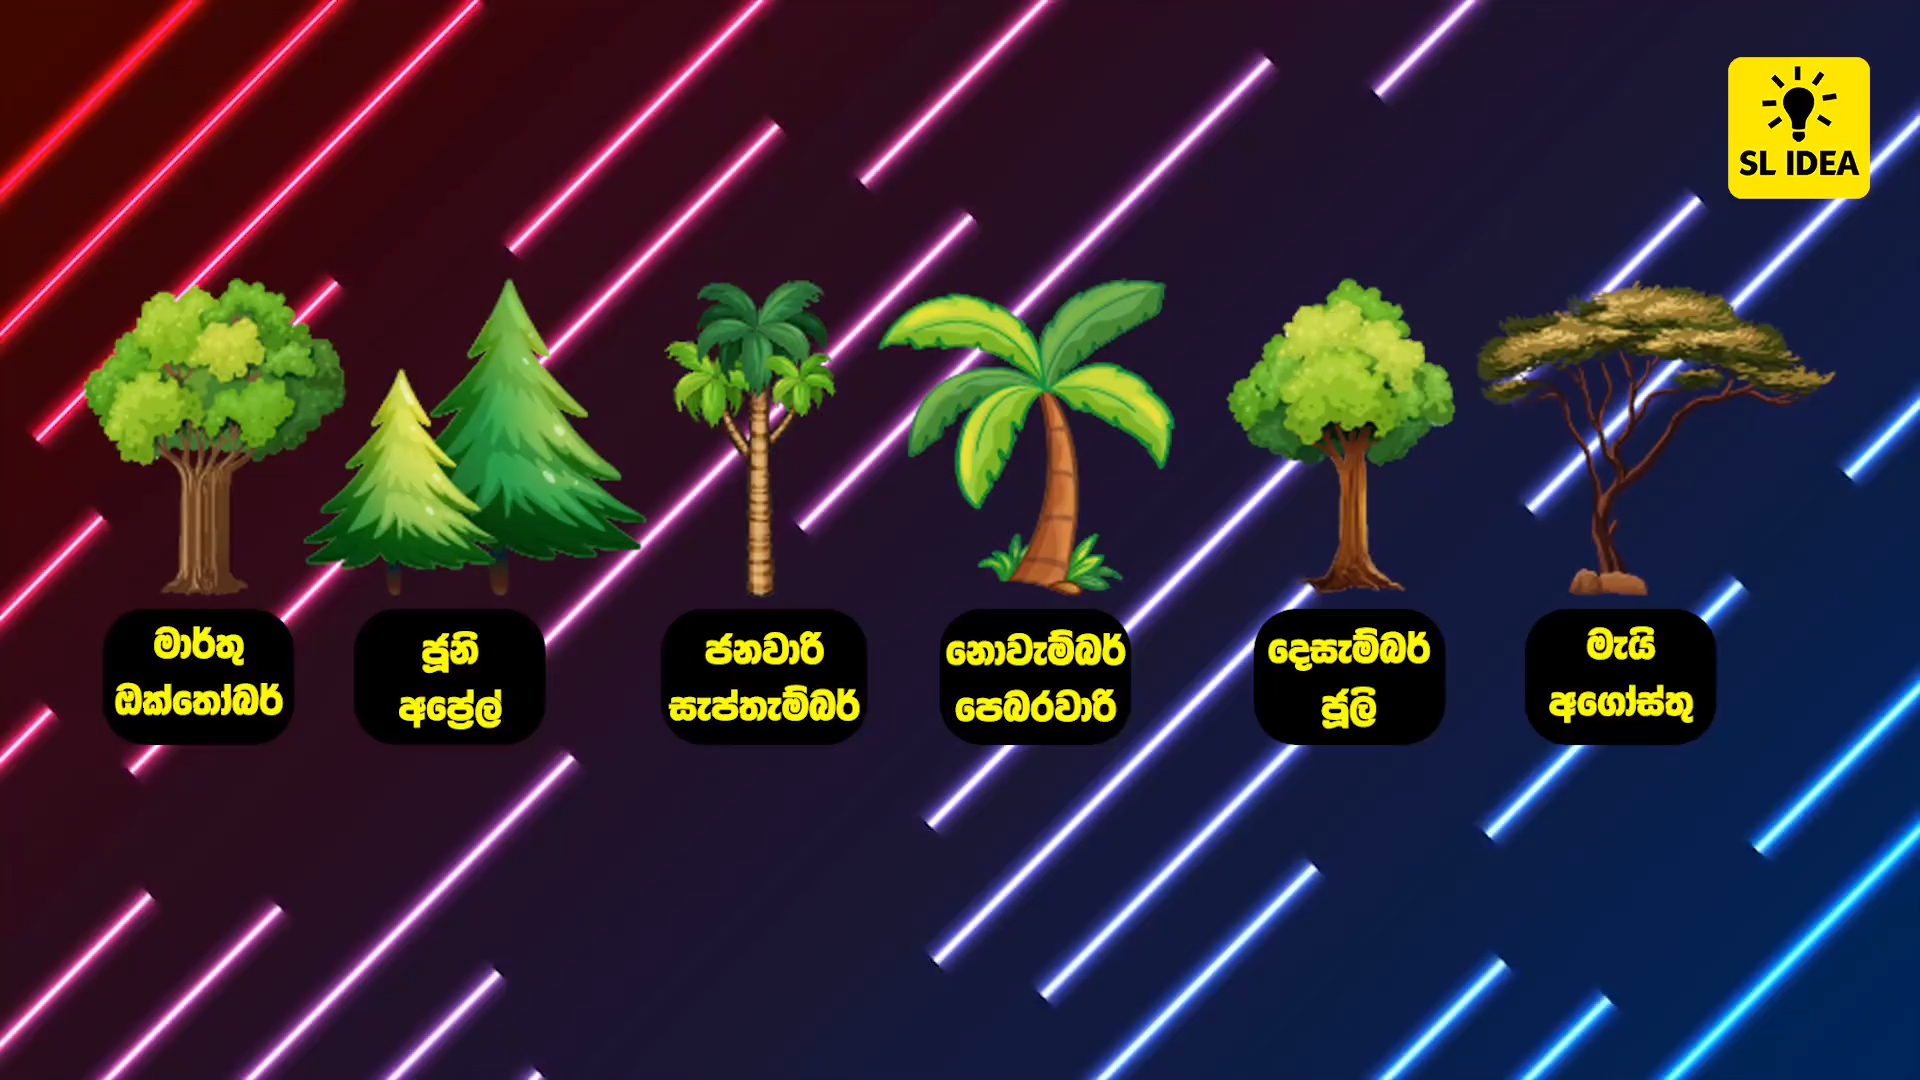 SL IDEA
මාර්තු
ඔක්තෝබර්
ජූනි
අප්‍රේල්
ජනවාරි
සැප්තැම්බර්
නොවැම්බර්
පෙබරවාරි
දෙසැම්බර්
ජූලි
මැයි
අගෝස්තු